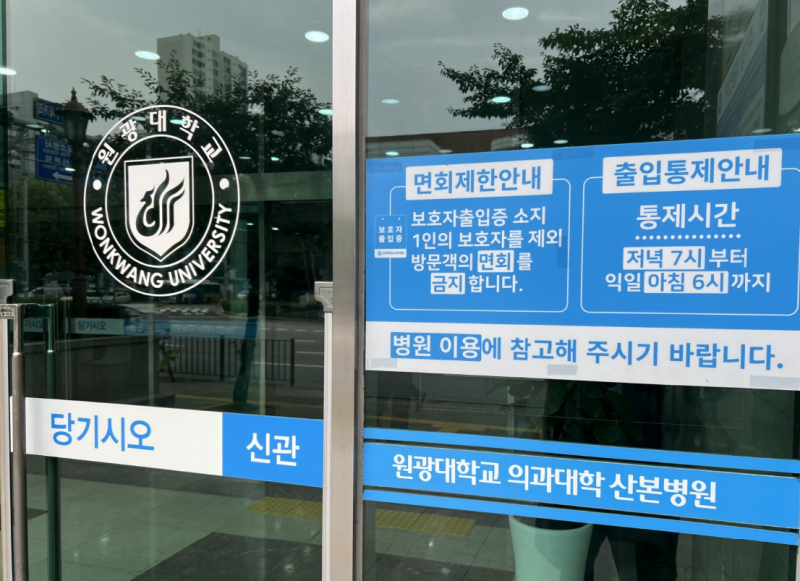 원광대학교
WONKWANG UNIVERSITY
당기시오
신관
당기시오
면회제한안내
보호자
출입증
보호자출입증 소지
1인의 보호자를 제외
방문객의 면회를
금지합니다.
출입통제안내
통제시간
저녁 7시부터
익일 아침 6시까지
병원 이용에 참고해 주시기 바랍니다.
원광대학교 의과대학 산본병원